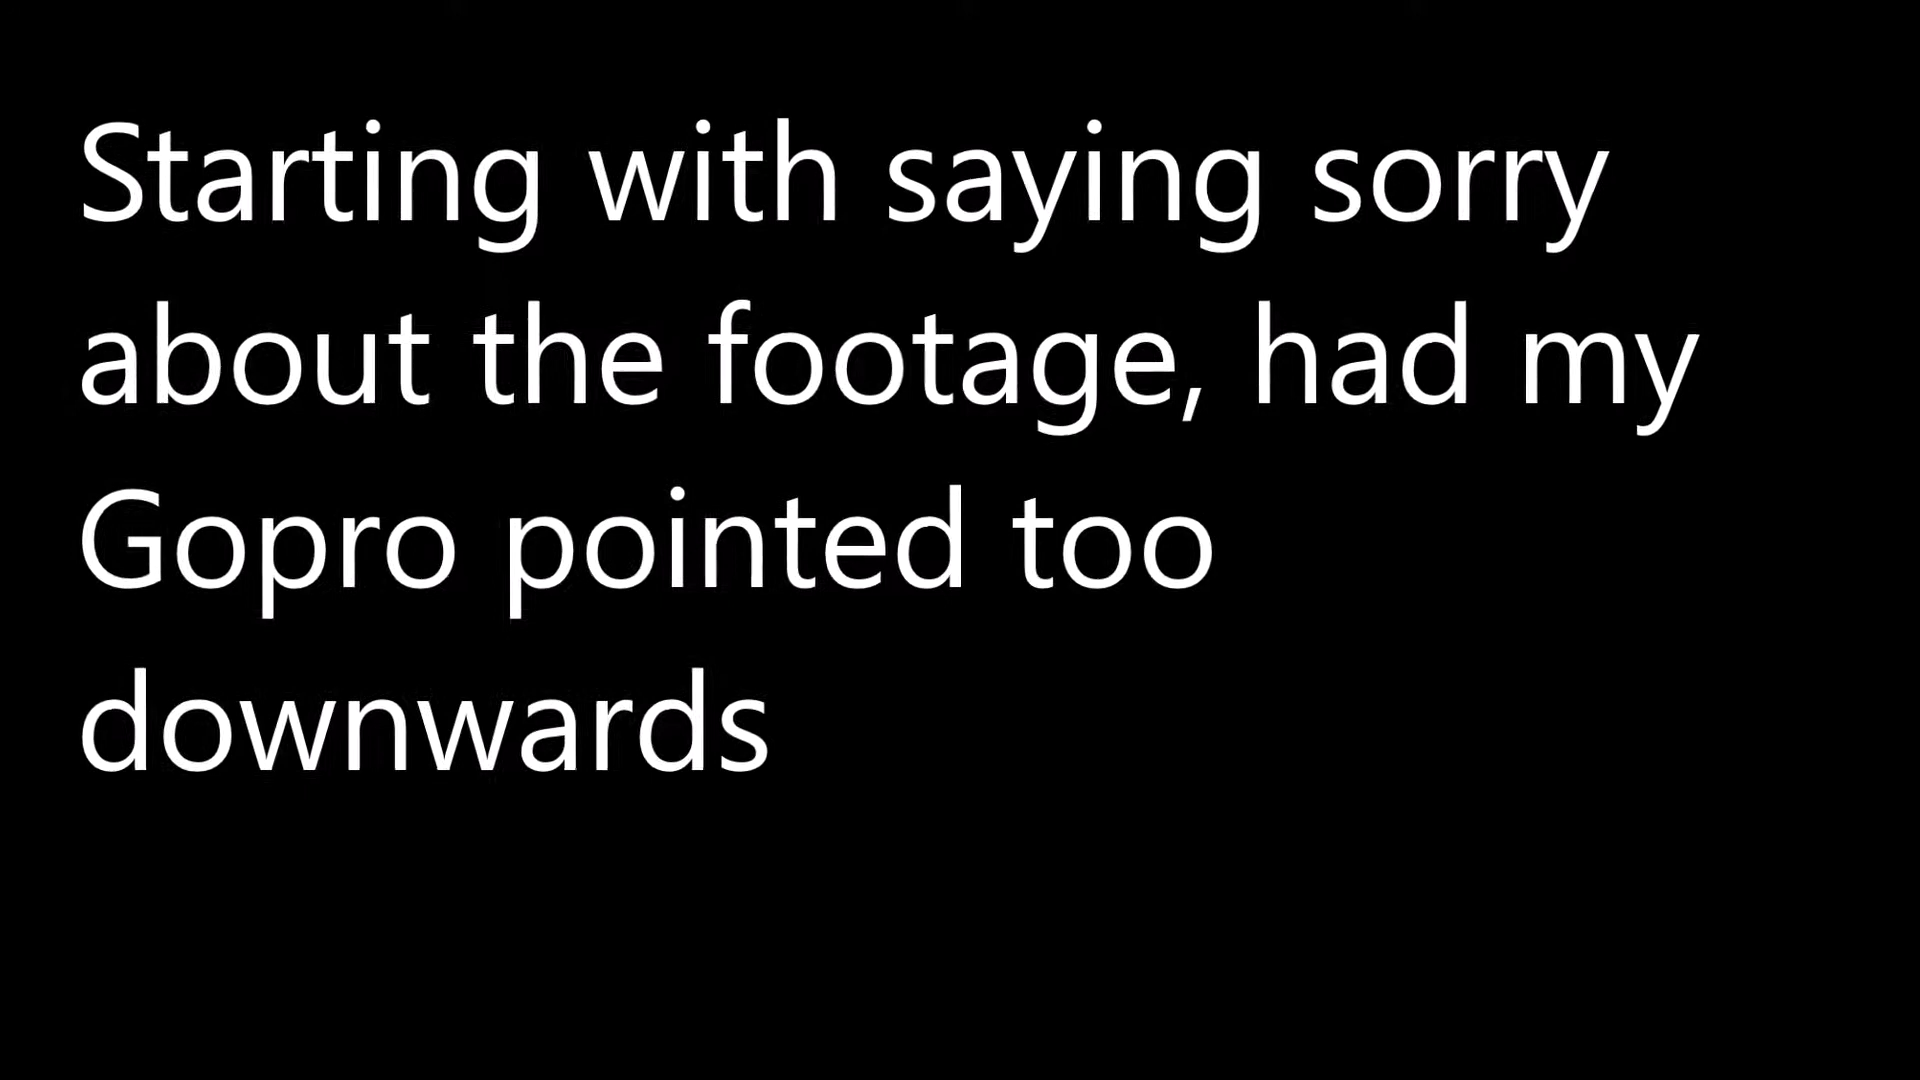 Starting with saying sorry
about the footage, had my
Gopro pointed too
downwards